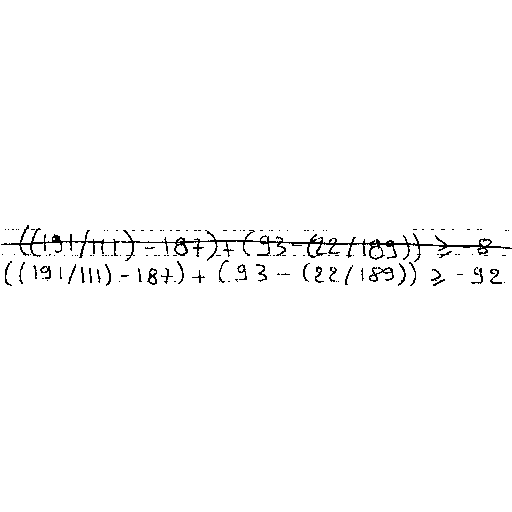 ((191/111) - 187) + (93 - (22/189)) ≥ -8
((191/111) - 187) + (93 - (22/189)) ≥ -92